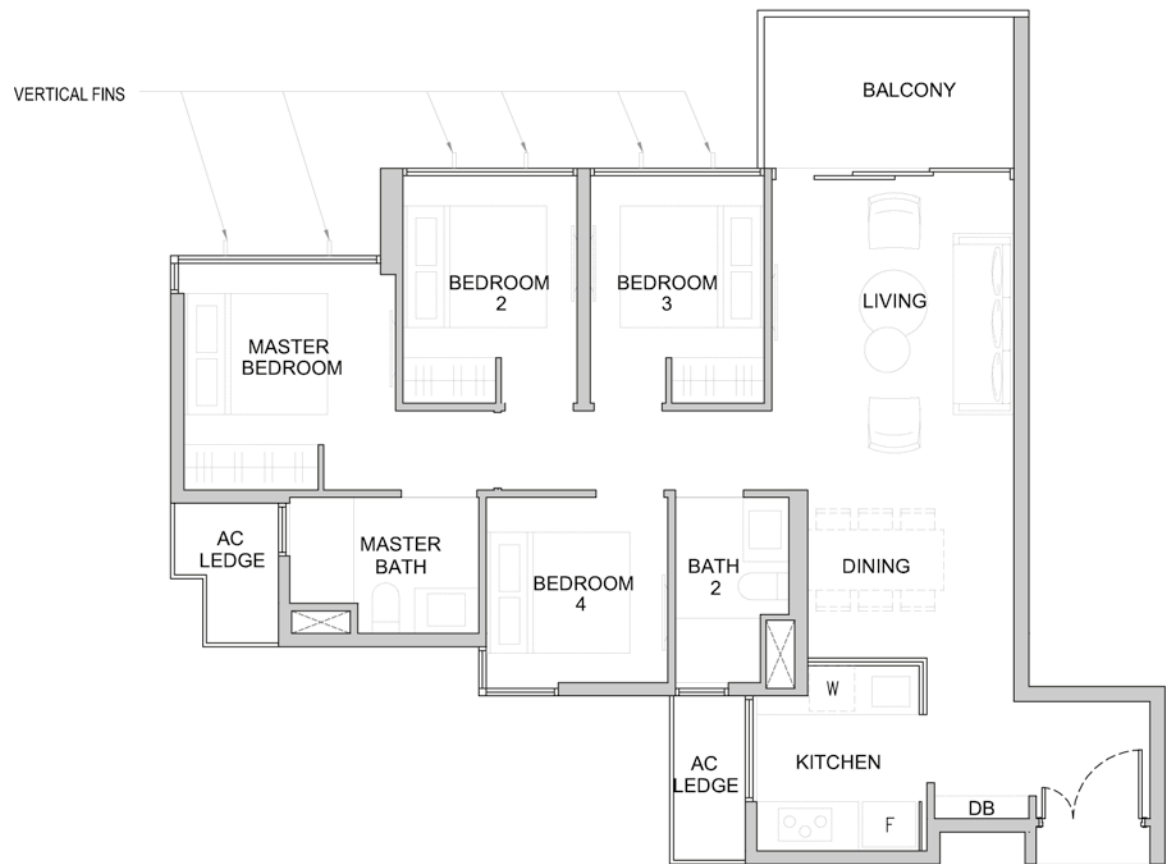 BALCONY
VERTICAL FINS
BEDROOM
2
BEDROOM
3
LIVING
MASTER
BEDROOM
AC
LEDGE
MASTER
BATH
BEDROOM
4
BATH
2
DINING
W
KITCHEN
AC
LEDGE
DB
F